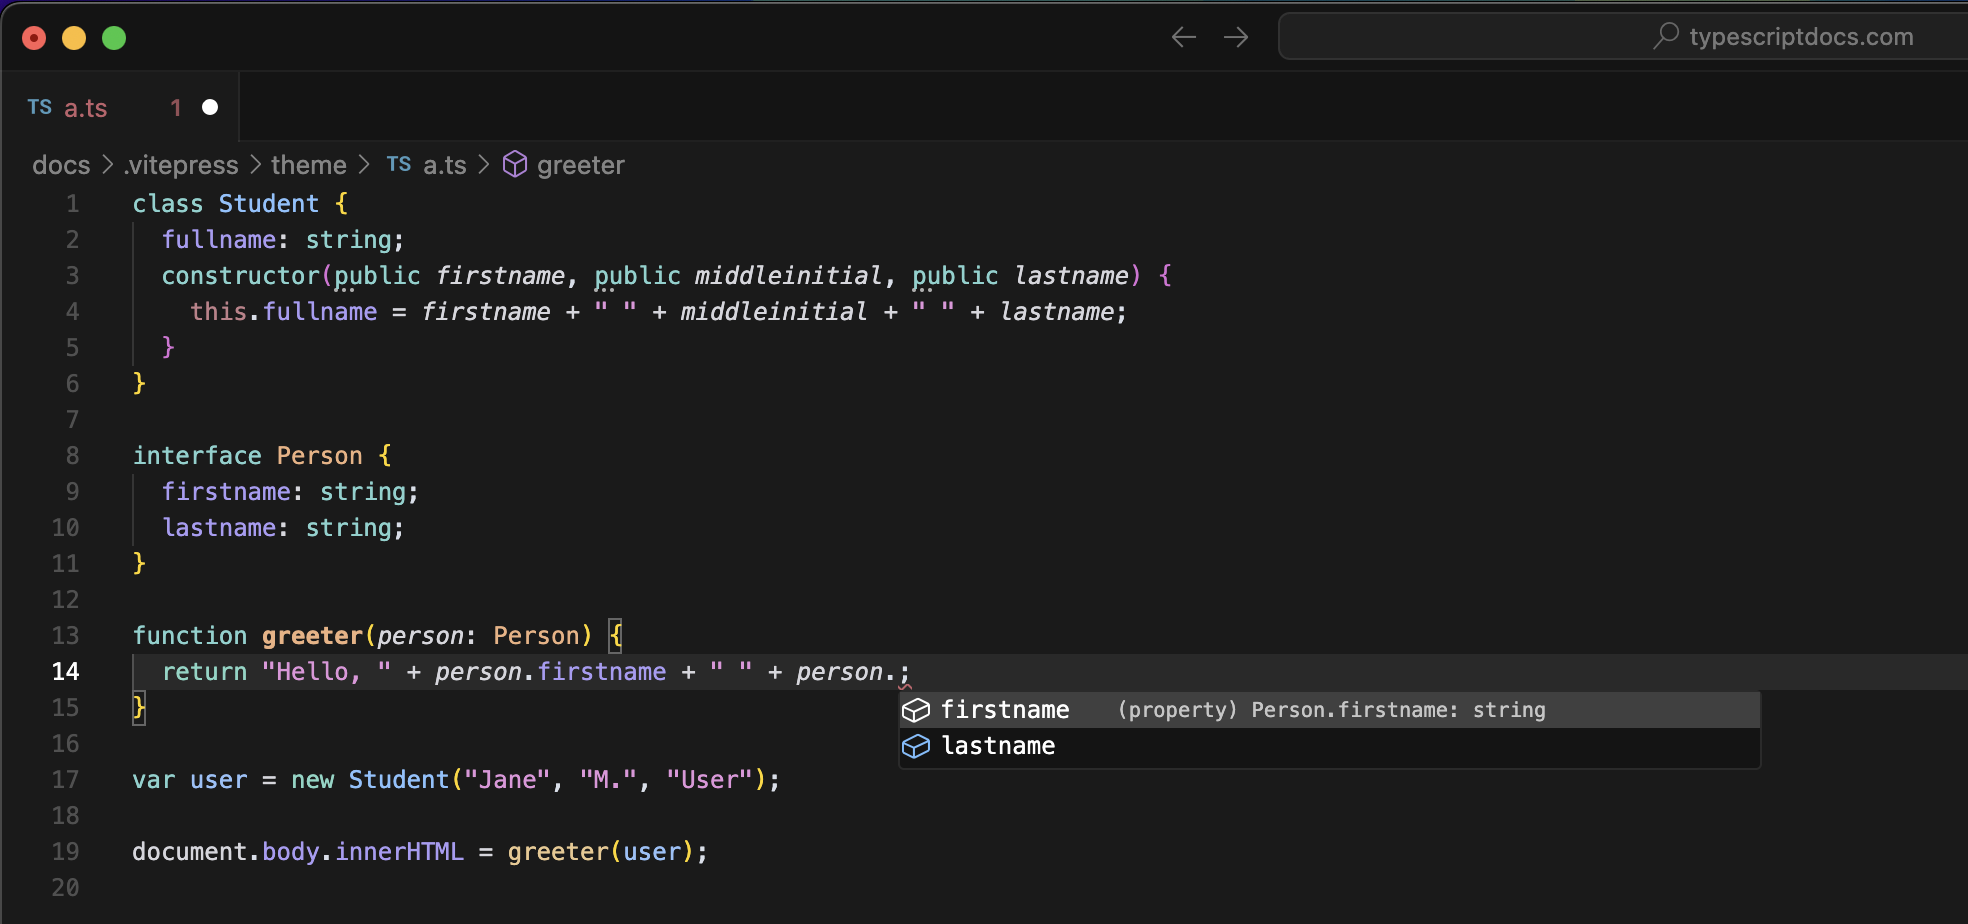 typescriptdocs.com
TS a.ts 1
docs > .vitepress > theme > TS a.ts > greeter
1 class Student {
2   fullname: string;
3   constructor(public firstname, public middleinitial, public lastname) {
4     this.fullname = firstname + " " + middleinitial + " " + lastname;
5   }
6 }
7
8 interface Person {
9   firstname: string;
10   lastname: string;
11 }
12
13 function greeter(person: Person) {
14   return "Hello, " + person.firstname + " " + person.;
firstname (property) Person.firstname: string
15 }
lastname
16
17 var user = new Student("Jane", "M.", "User");
18
19 document.body.innerHTML = greeter(user);
20